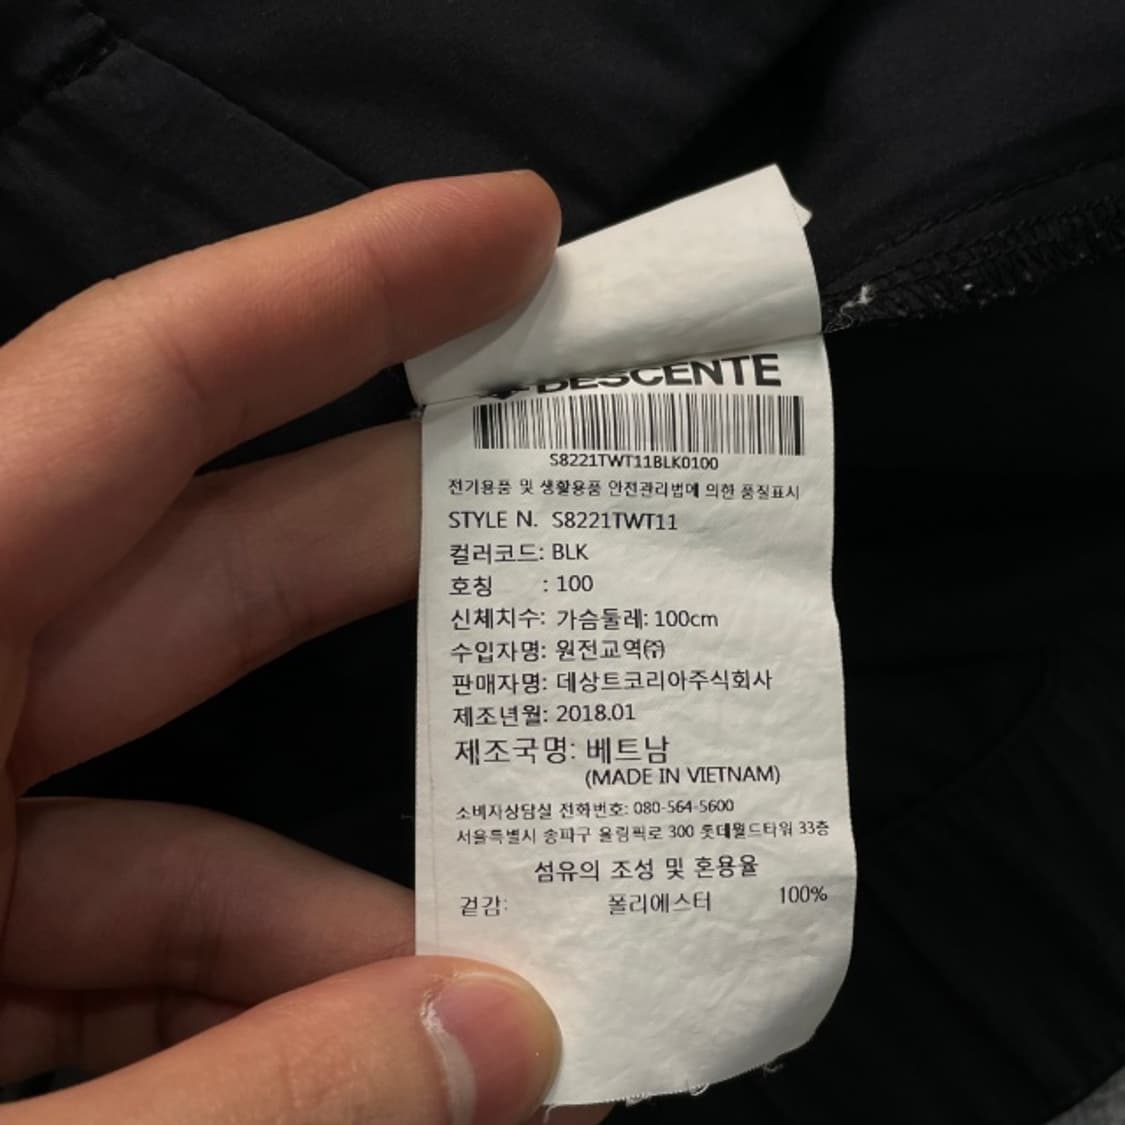 DESCENTE
S8221TWT11BLK0100
전기용품 및 생활용품 안전관리법에 의한 품질표시
STYLE N. S8221TWT11
컬러코드: BLK
호칭 : 100
신체치수: 가슴둘레: 100cm
수입자명: 원전교역㈜
판매자명: 데상트코리아주식회사
제조년월: 2018.01
제조국명: 베트남
(MADE IN VIETNAM)
소비자상담실 전화번호: 080-564-5600
서울특별시 송파구 올림픽로 300 롯데월드타워 33층
섬유의 조성 및 혼용율
겉감: 폴리에스터 100%